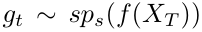 g_t ∼ sp_s(f(X_T))